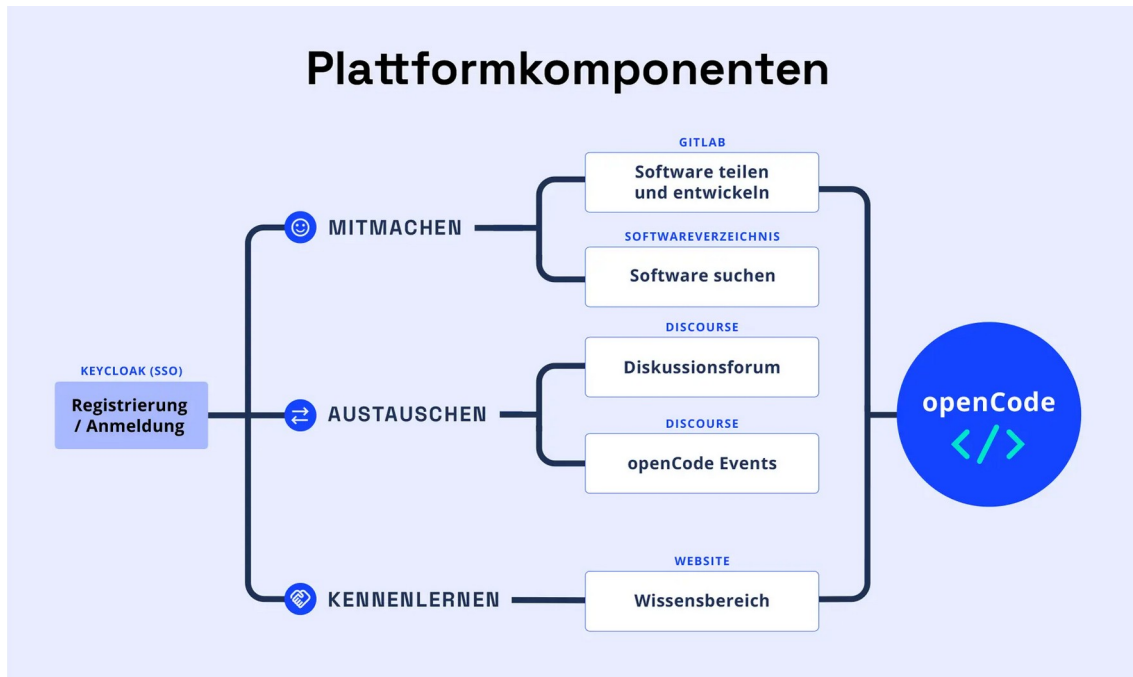 Plattformkomponenten
KEYCLOAK (SSO)
Registrierung
/ Anmeldung
MITMACHEN
GITLAB
Software teilen
und entwickeln
SOFTWAREVERZEICHNIS
Software suchen
AUSTAUSCHEN
DISCOURSE
Diskussionsforum
DISCOURSE
openCode Events
KENNENLERNEN
WEBSITE
Wissensbereich
openCode
</>